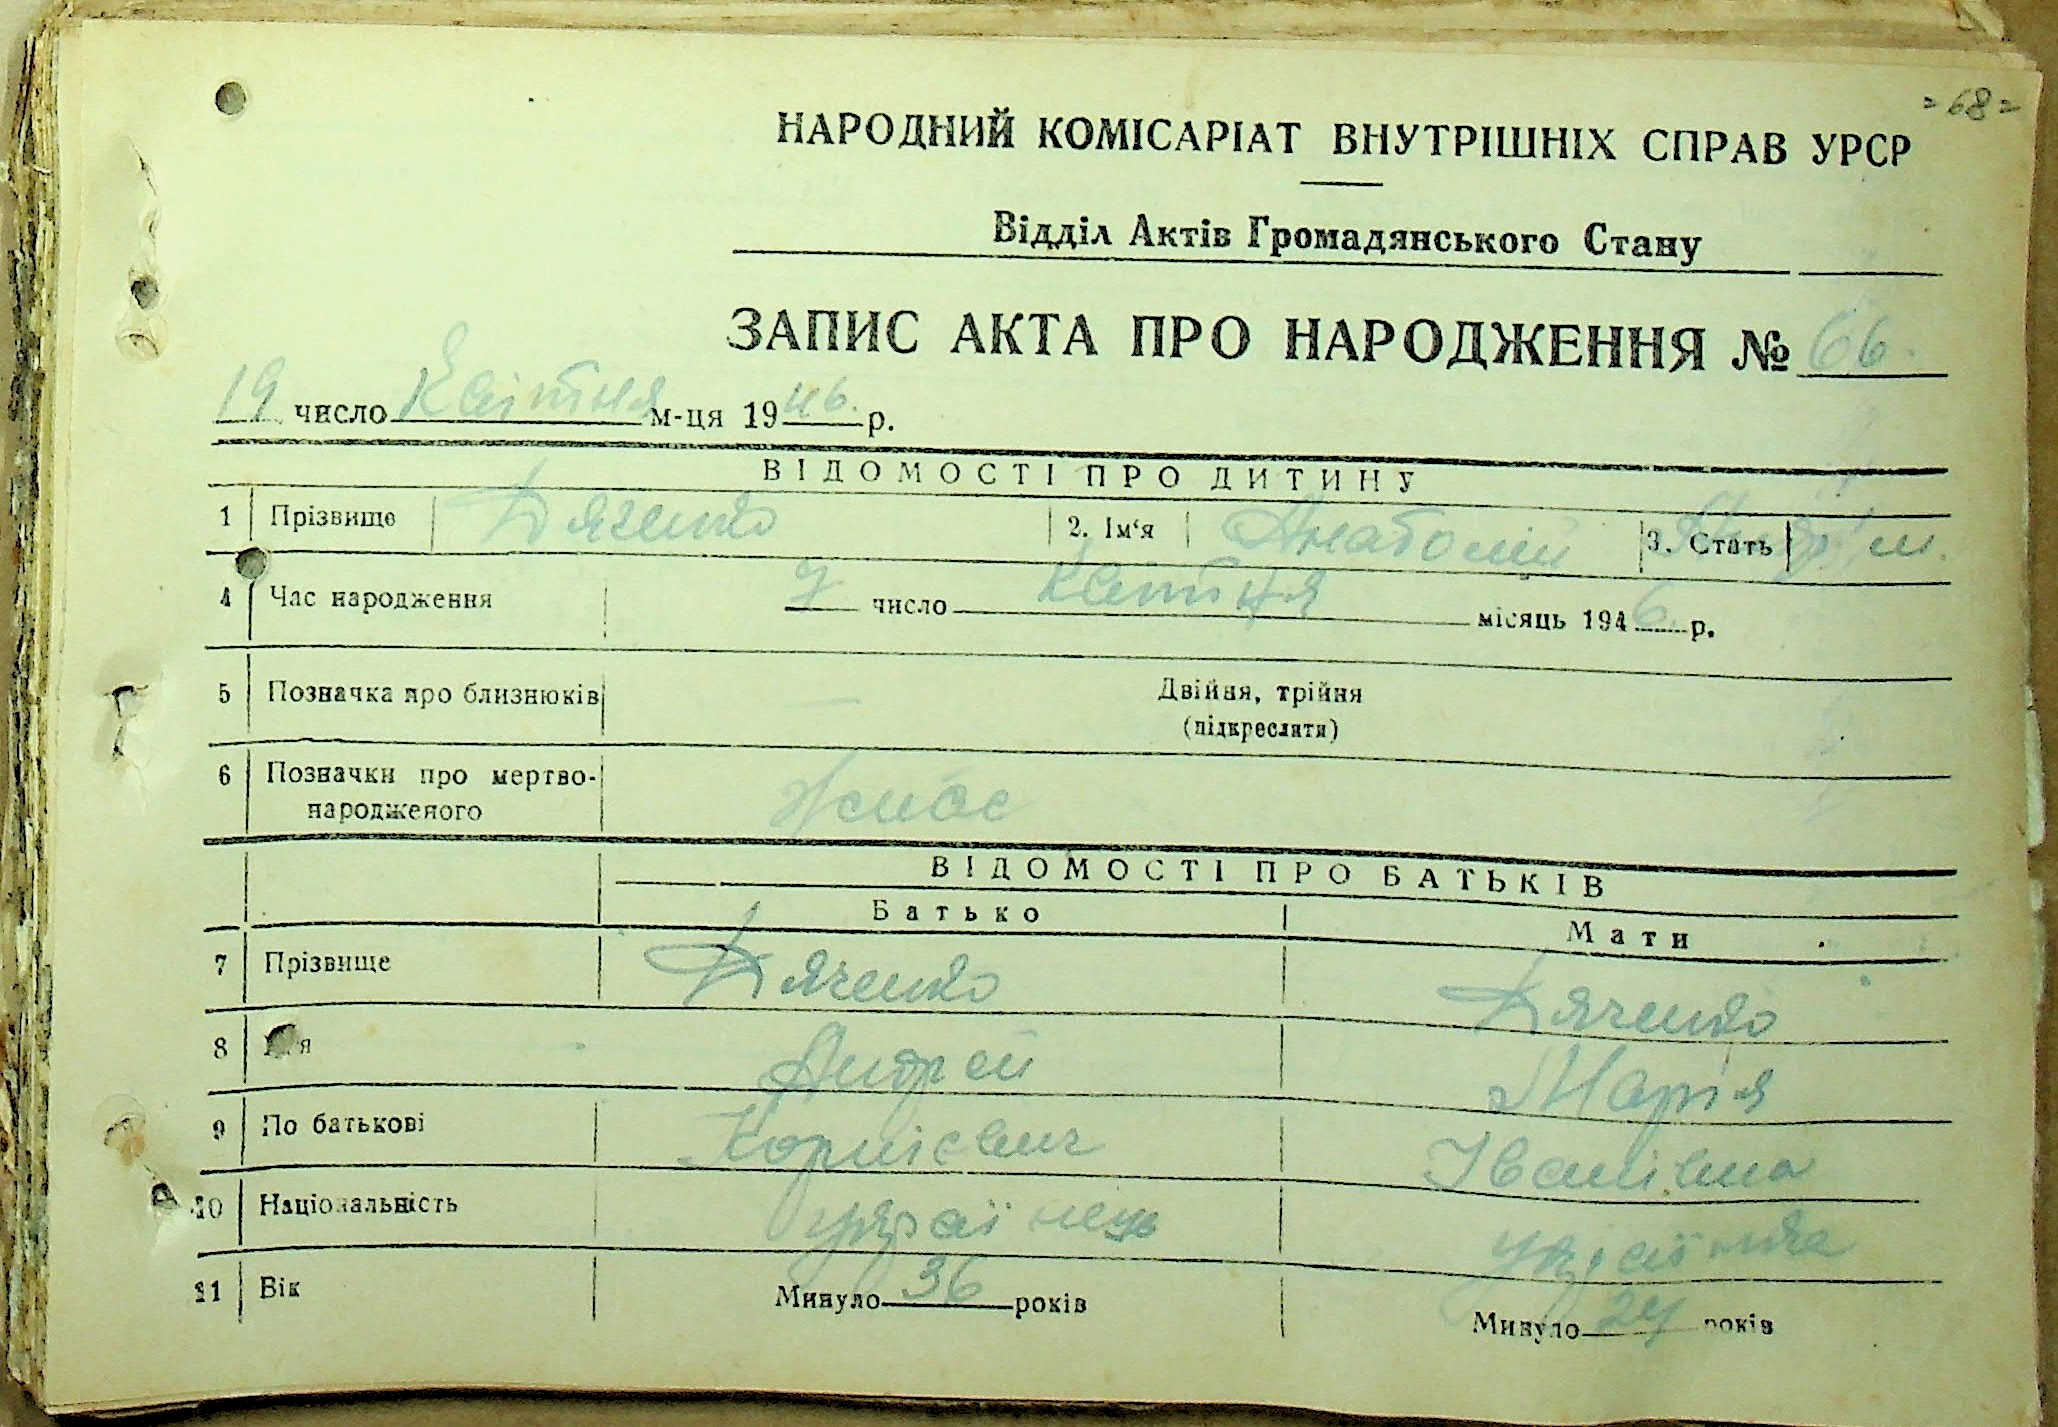 =68=
НАРОДНИЙ КОМІСАРІАТ ВНУТРІШНІХ СПРАВ УРСР
Відділ Актів Громадянського Стану
ЗАПИС АКТА ПРО НАРОДЖЕННЯ № 66.
19 число Квітня м-ця 1946. р.
ВІДОМОСТІ ПРО ДИТИНУ
1 Прізвище Дяченко 2. Ім'я Анатолій 3. Стать м.
4 Час народження 7 число Квітня місяць 1946. р.
5 Позначка про близнюків — Двійня, трійня
(підкреслити)
6 Позначки про мертво-
народженого Живе
ВІДОМОСТІ ПРО БАТЬКІВ
Батько Мати
7 Прізвище Дяченко Дяченко
8 Андрей Марія
9 По батькові Корнієвич Іванівна
10 Національність українець українка
11 Вік Минуло 36 років Минуло 24 років